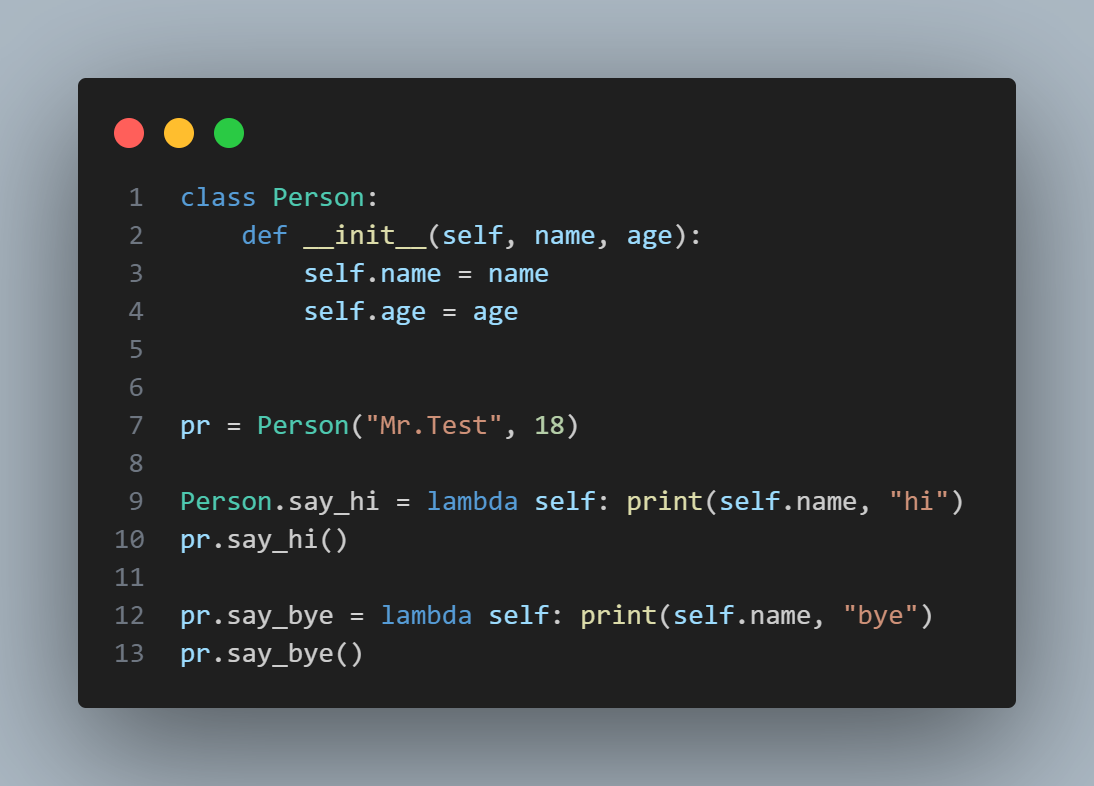 1 class Person:
2     def __init__(self, name, age):
3         self.name = name
4         self.age = age
5
6
7 pr = Person("Mr.Test", 18)
8
9 Person.say_hi = lambda self: print(self.name, "hi")
10 pr.say_hi()
11
12 pr.say_bye = lambda self: print(self.name, "bye")
13 pr.say_bye()